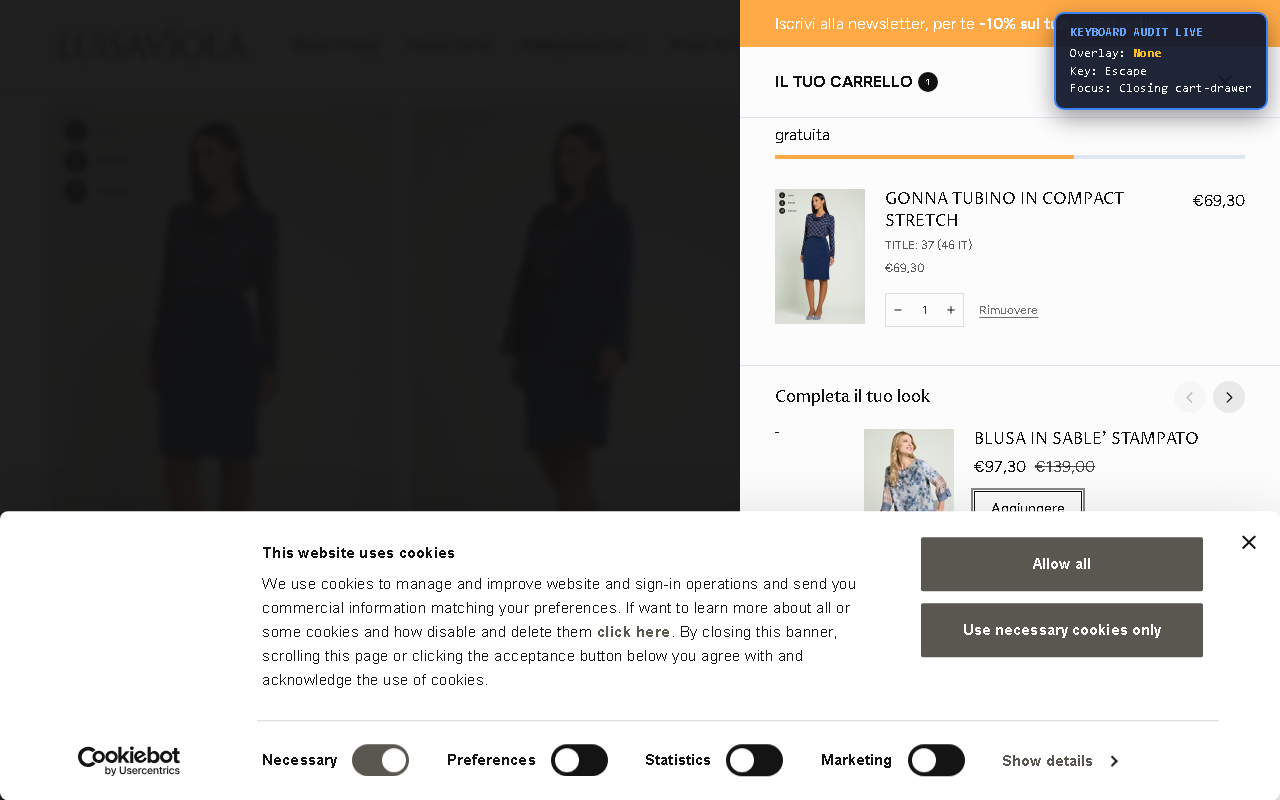 LUISAVIOLA
Iscrivi alla newsletter, per te -10% sul tu
KEYBOARD AUDIT LIVE
Overlay: None
Key: Escape
Focus: Closing cart-drawer
IL TUO CARRELLO 1
gratuita
GONNA TUBINO IN COMPACT
STRETCH
€69,30
TITLE: 37 (46 IT)
€69,30
− 1 + Rimuovere
Completa il tuo look
-
BLUSA IN SABLE’ STAMPATO
€97,30 €139,00
Aggiungere
This website uses cookies
We use cookies to manage and improve website and sign-in operations and send you
commercial information matching your preferences. If want to learn more about all or
some cookies and how disable and delete them click here. By closing this banner,
scrolling this page or clicking the acceptance button below you agree with and
acknowledge the use of cookies.
Allow all
Use necessary cookies only
Cookiebot
by Usercentrics
Necessary
Preferences
Statistics
Marketing
Show details